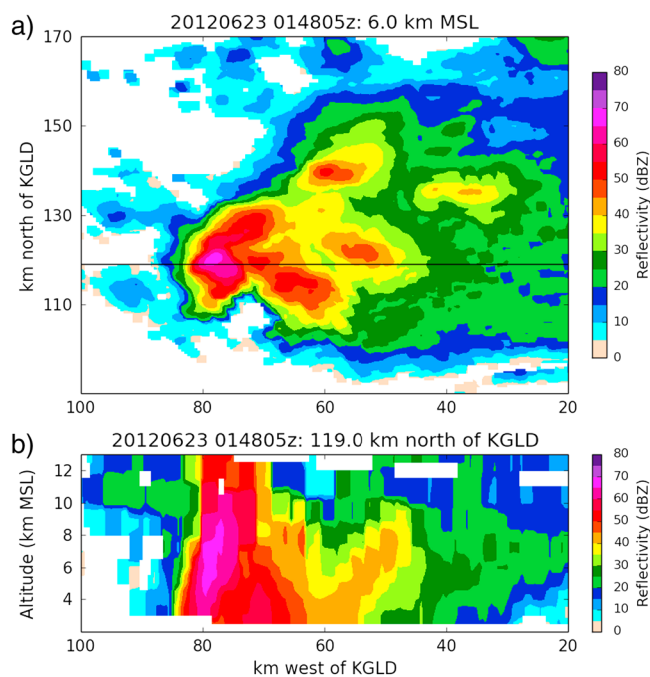 a)
20120623 014805z: 6.0 km MSL
170
150
130
110
km north of KGLD
100 80 60 40 20
80
70
60
50
40
30
20
10
0
Reflectivity (dBZ)
b)
20120623 014805z: 119.0 km north of KGLD
12
10
8
6
4
Altitude (km MSL)
100 80 60 40 20
km west of KGLD
80
70
60
50
40
30
20
10
0
Reflectivity (dBZ)